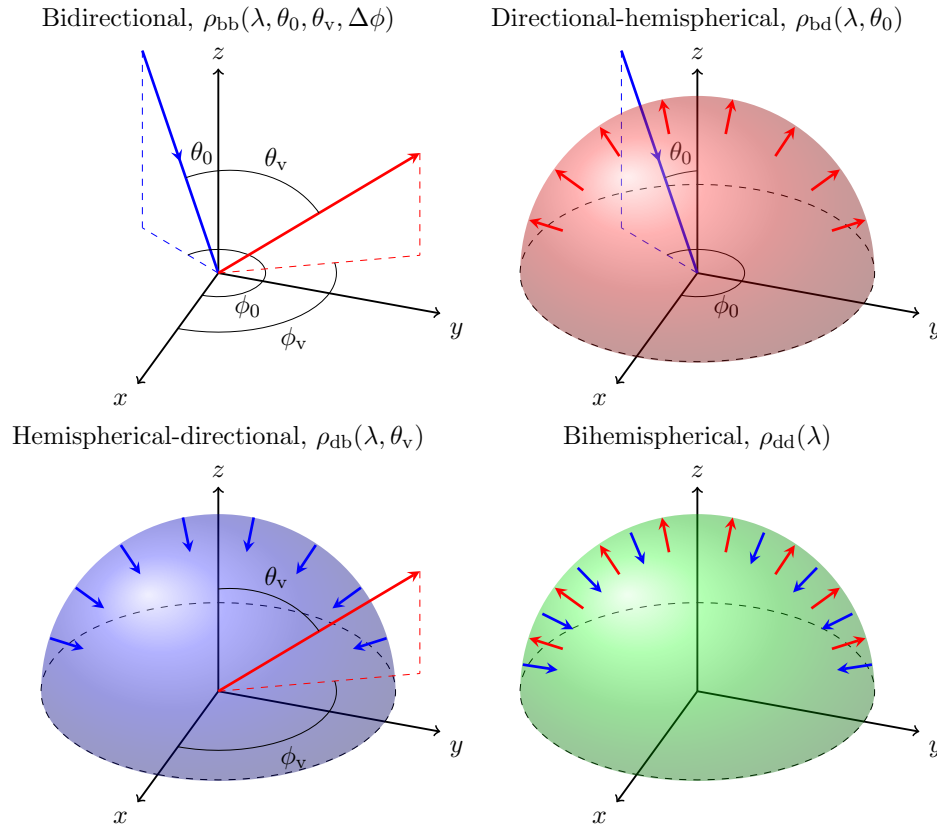 Bidirectional, ρbb(λ, θ0, θv, Δϕ)
z
θ0
θv
ϕ0
ϕv
y
x
Directional-hemispherical, ρbd(λ, θ0)
z
θ0
ϕ0
y
x
Hemispherical-directional, ρdb(λ, θv)
z
θv
ϕv
y
x
Bihemispherical, ρdd(λ)
z
y
x